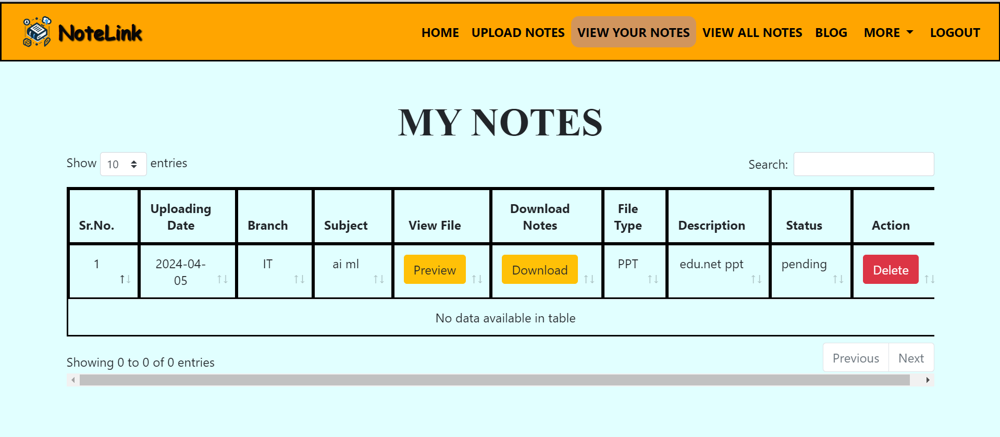 NoteLink HOME UPLOAD NOTES VIEW YOUR NOTES VIEW ALL NOTES BLOG MORE LOGOUT
MY NOTES
Show 10 entries Search:
Sr.No. Uploading Date Branch Subject View File Download Notes File Type Description Status Action
1 2024-04-05 IT ai ml Preview Download PPT edu.net ppt pending Delete
No data available in table
Showing 0 to 0 of 0 entries Previous Next